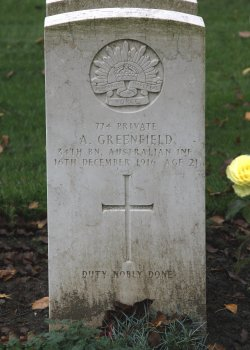 774 PRIVATE
A. GREENFIELD
34TH BN. AUSTRALIAN INF.
16TH DECEMBER 1916 AGE 21
DUTY NOBLY DONE